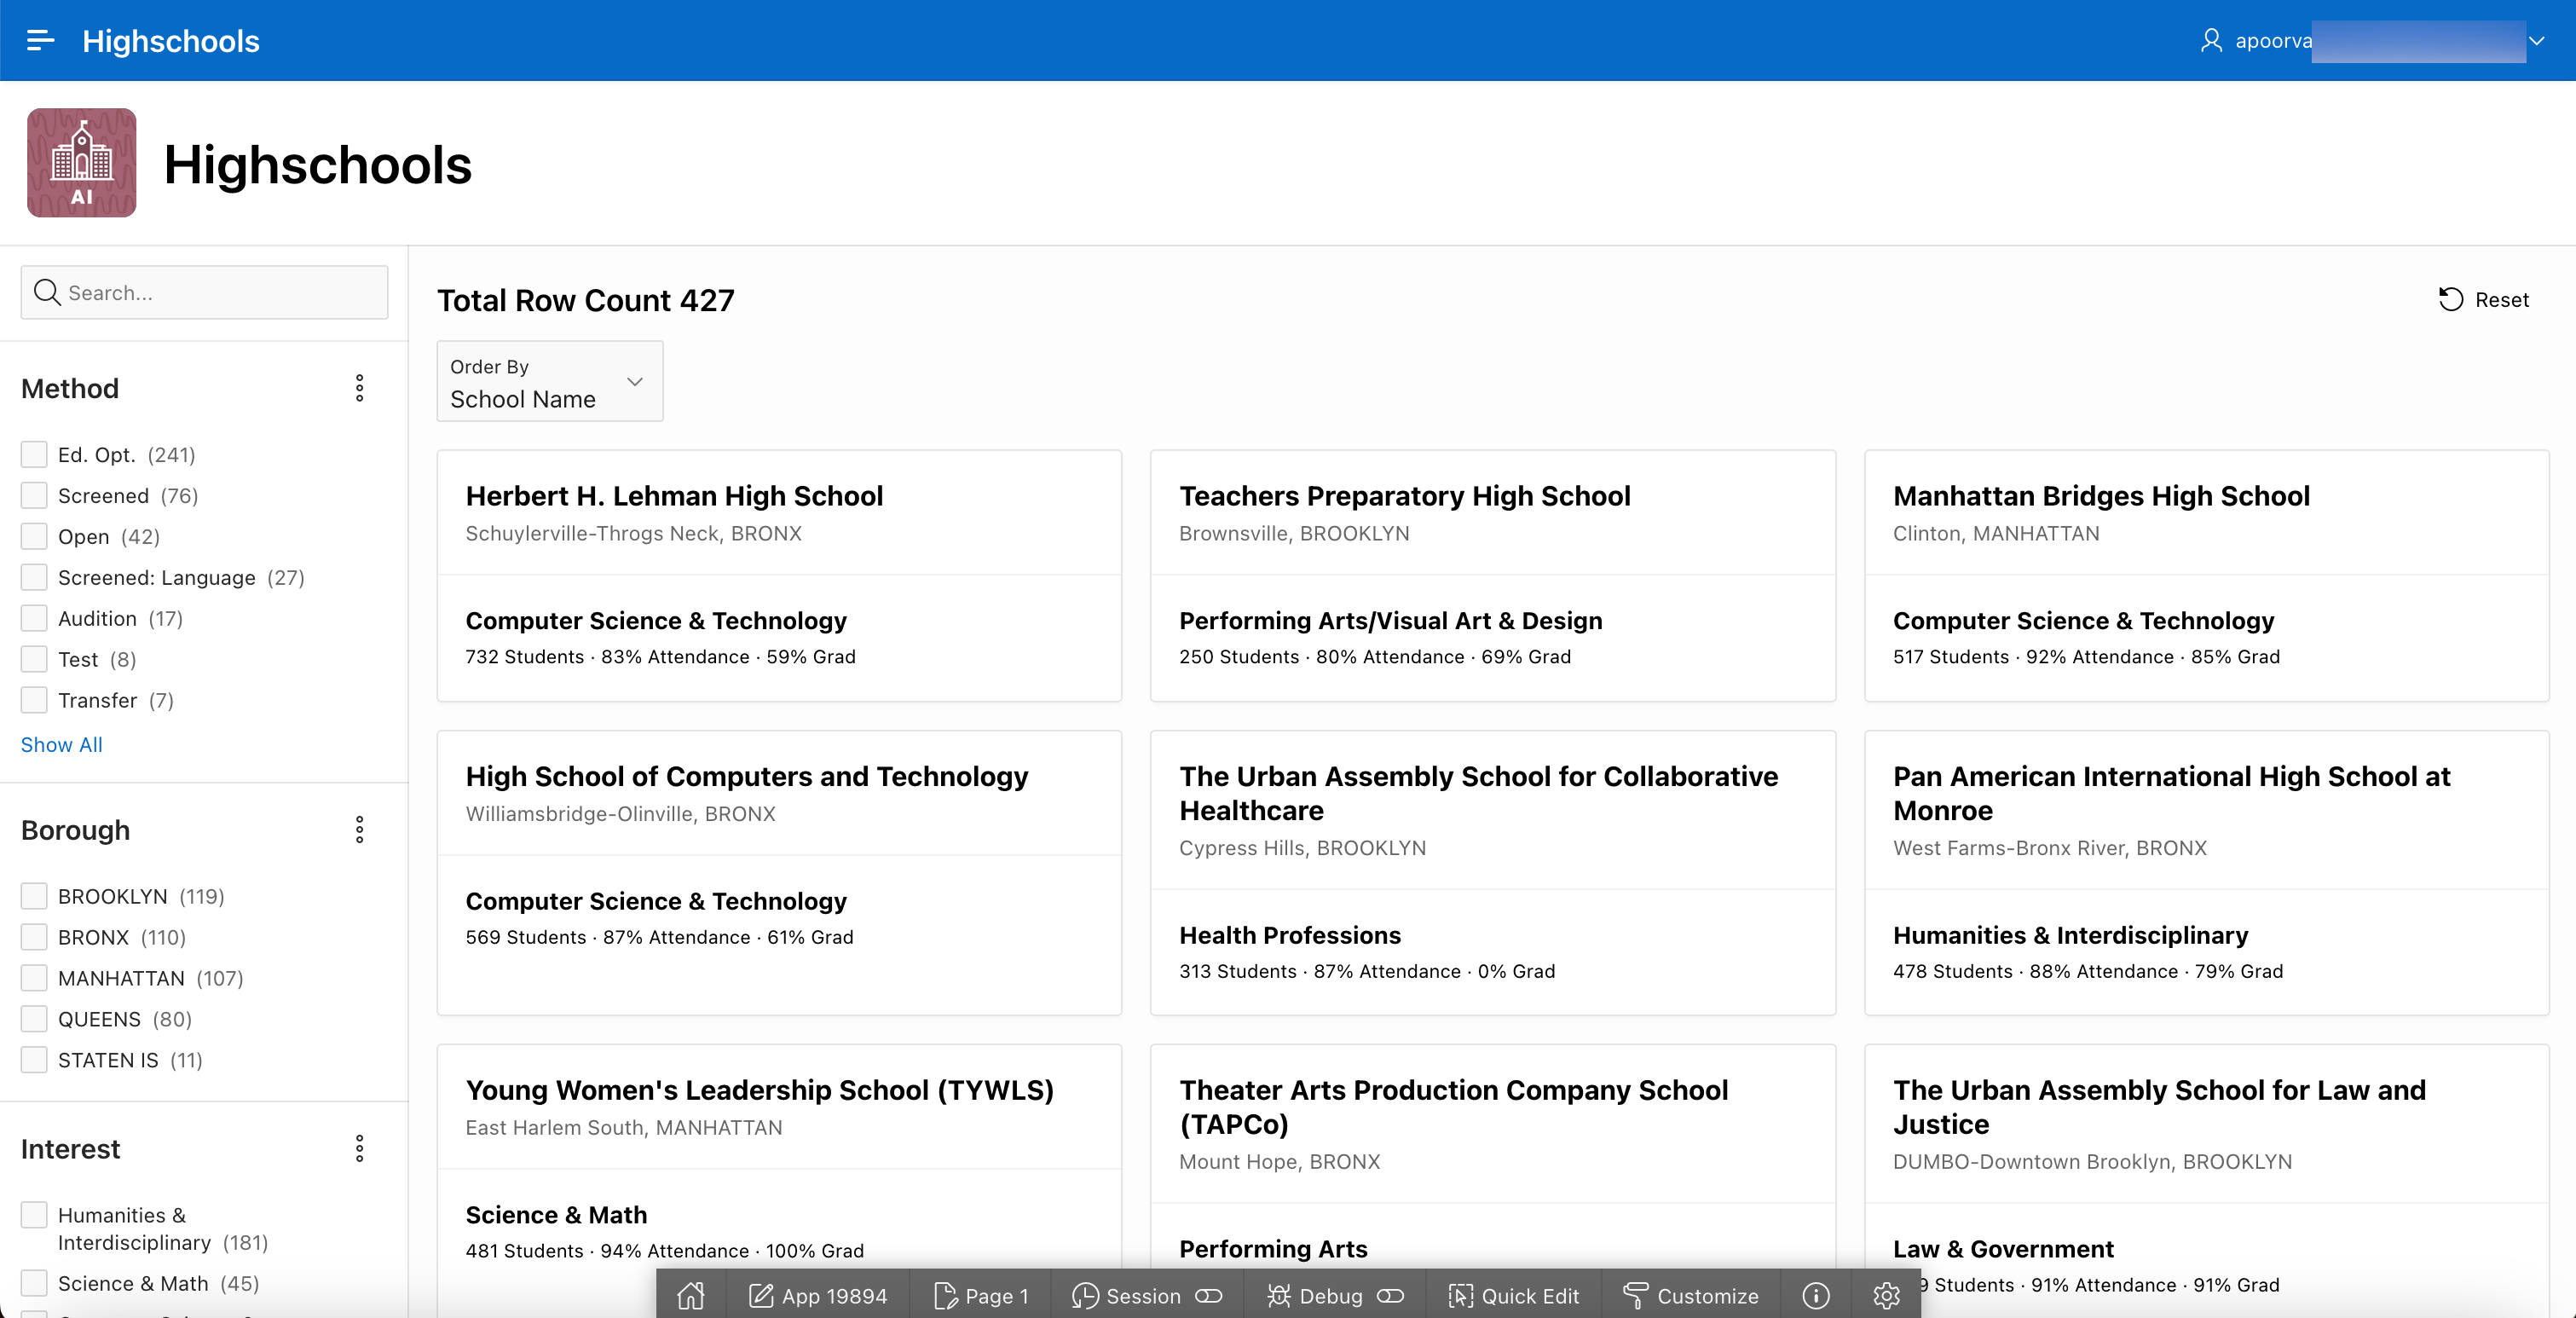 Highschools
apoorva
AI
Highschools
Search...
Method
Ed. Opt. (241)
Screened (76)
Open (42)
Screened: Language (27)
Audition (17)
Test (8)
Transfer (7)
Show All
Borough
BROOKLYN (119)
BRONX (110)
MANHATTAN (107)
QUEENS (80)
STATEN IS (11)
Interest
Humanities &
Interdisciplinary (181)
Science & Math (45)
Total Row Count 427
Reset
Order By
School Name
Herbert H. Lehman High School
Schuylerville-Throgs Neck, BRONX
Computer Science & Technology
732 Students · 83% Attendance · 59% Grad
Teachers Preparatory High School
Brownsville, BROOKLYN
Performing Arts/Visual Art & Design
250 Students · 80% Attendance · 69% Grad
Manhattan Bridges High School
Clinton, MANHATTAN
Computer Science & Technology
517 Students · 92% Attendance · 85% Grad
High School of Computers and Technology
Williamsbridge-Olinville, BRONX
Computer Science & Technology
569 Students · 87% Attendance · 61% Grad
The Urban Assembly School for Collaborative
Healthcare
Cypress Hills, BROOKLYN
Health Professions
313 Students · 87% Attendance · 0% Grad
Pan American International High School at
Monroe
West Farms-Bronx River, BRONX
Humanities & Interdisciplinary
478 Students · 88% Attendance · 79% Grad
Young Women's Leadership School (TYWLS)
East Harlem South, MANHATTAN
Science & Math
481 Students · 94% Attendance · 100% Grad
Theater Arts Production Company School
(TAPCo)
Mount Hope, BRONX
Performing Arts
The Urban Assembly School for Law and
Justice
DUMBO-Downtown Brooklyn, BROOKLYN
Law & Government
Students · 91% Attendance · 91% Grad
App 19894
Page 1
Session
Debug
Quick Edit
Customize